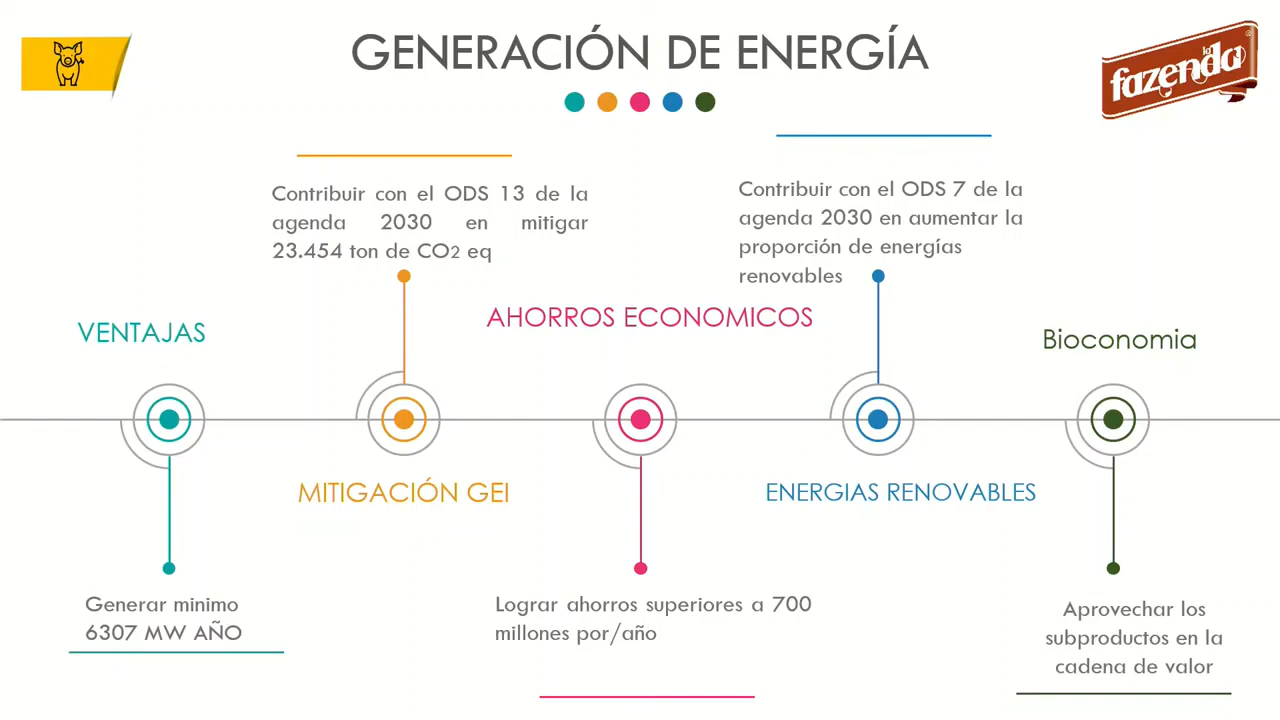 GENERACIÓN DE ENERGÍA
la
fazenda
®
Contribuir con el ODS 13 de la
agenda 2030 en mitigar
23.454 ton de CO2 eq
Contribuir con el ODS 7 de la
agenda 2030 en aumentar la
proporción de energías
renovables
VENTAJAS
AHORROS ECONOMICOS
Bioconomia
MITIGACIÓN GEI
ENERGIAS RENOVABLES
Generar minimo
6307 MW AÑO
Lograr ahorros superiores a 700
millones por/año
Aprovechar los
subproductos en la
cadena de valor